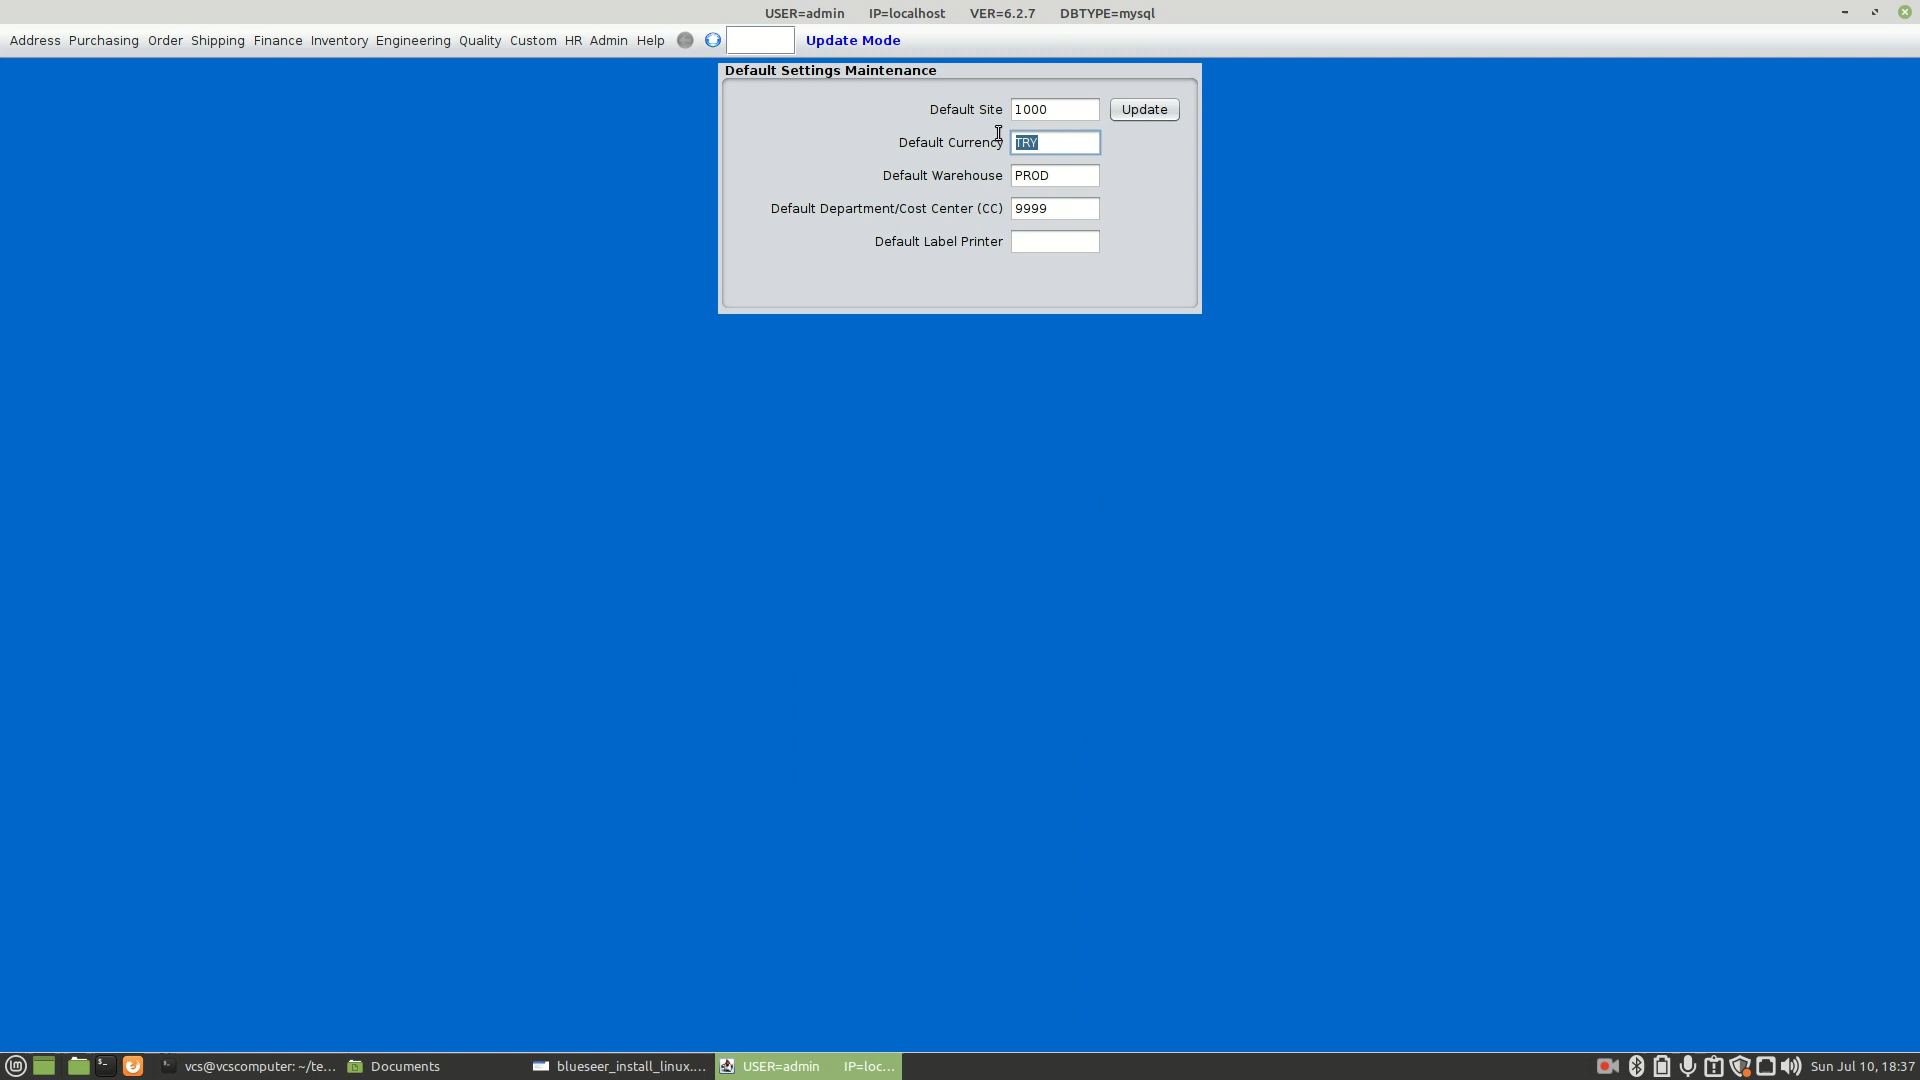 USER=admin IP=localhost VER=6.2.7 DBTYPE=mysql
Address Purchasing Order Shipping Finance Inventory Engineering Quality Custom HR Admin Help Update Mode
Default Settings Maintenance
Default Site 1000 Update
Default Currency TRY
Default Warehouse PROD
Default Department/Cost Center (CC) 9999
Default Label Printer
vcs@vcscomputer: ~/te... Documents blueseer_install_linux.... USER=admin IP=loc... Sun Jul 10, 18:37